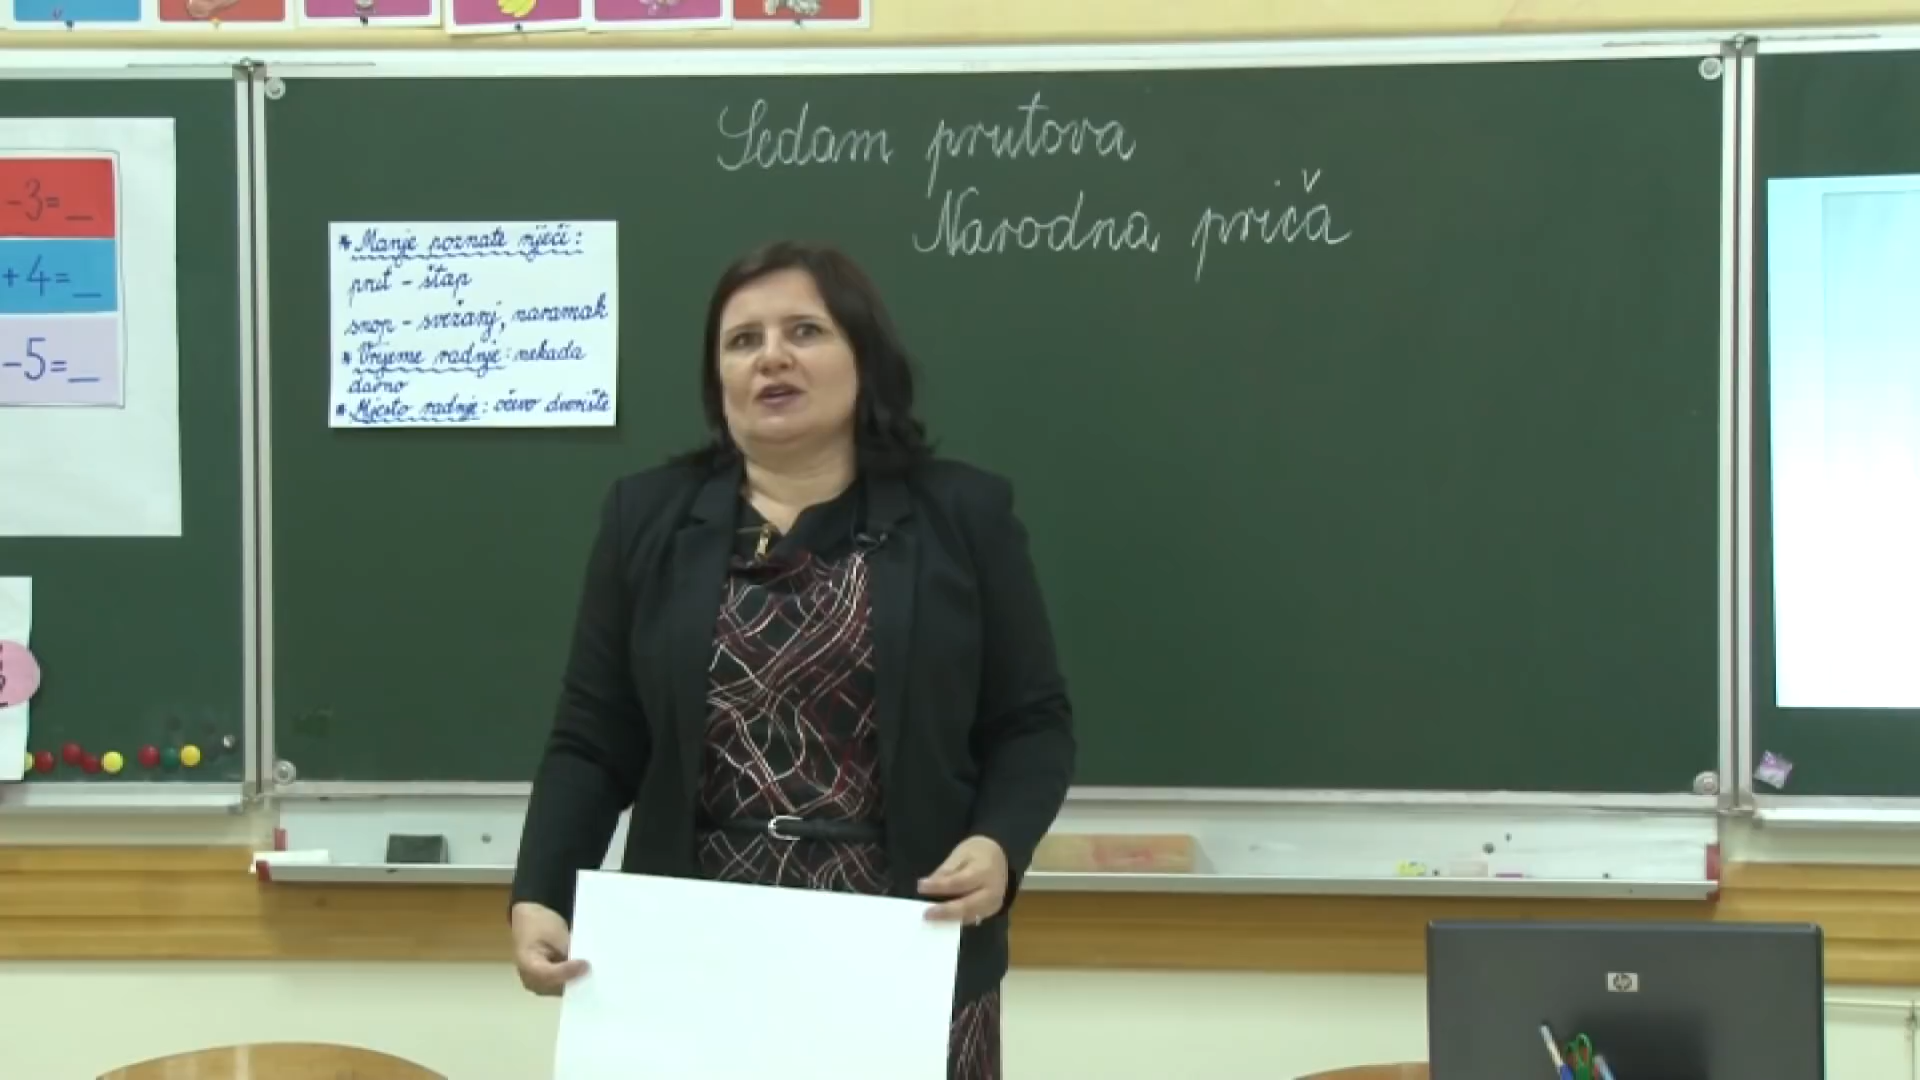 Sedam prutova
Narodna priča
* Manje poznate riječi:
prut - štap
snop - svežanj, naramak
* Vrijeme radnje: nekada
davno
* Mjesto radnje: očevo dvorište
-3=_
+4=_
-5=_
hp